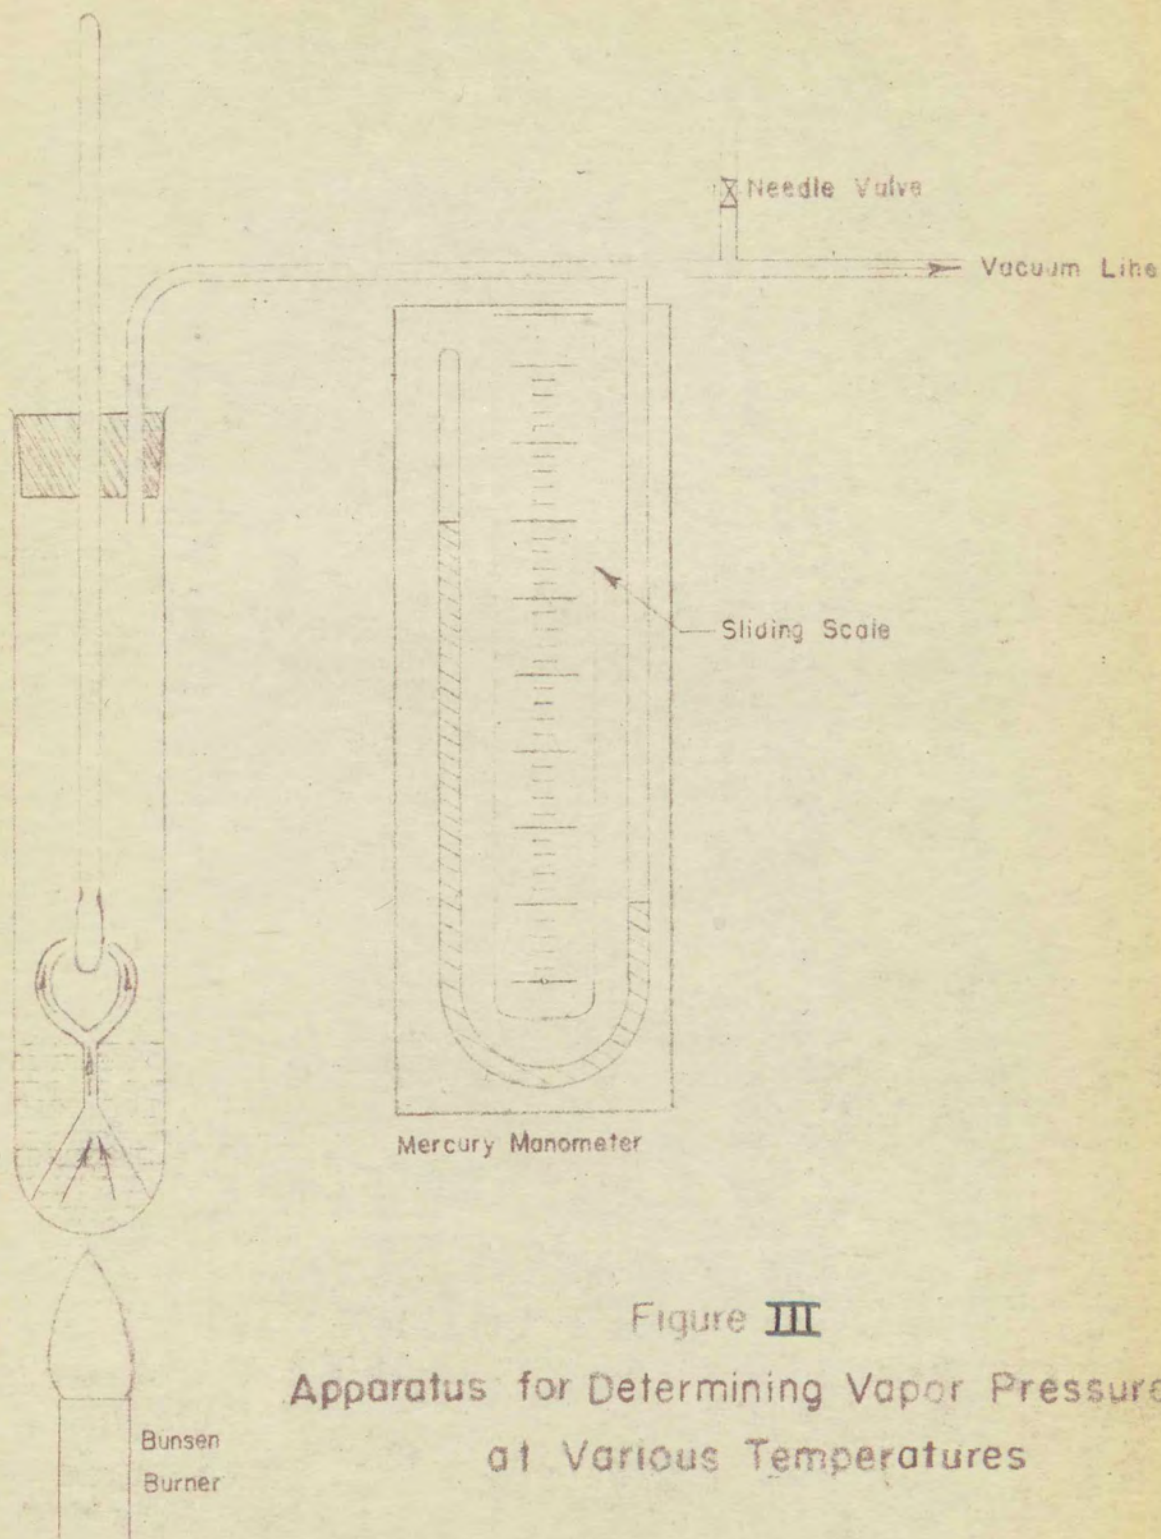 Needle Valve
Vacuum Line
Sliding Scale
Mercury Manometer
Figure III
Apparatus for Determining Vapor Pressure
at Various Temperatures
Bunsen
Burner